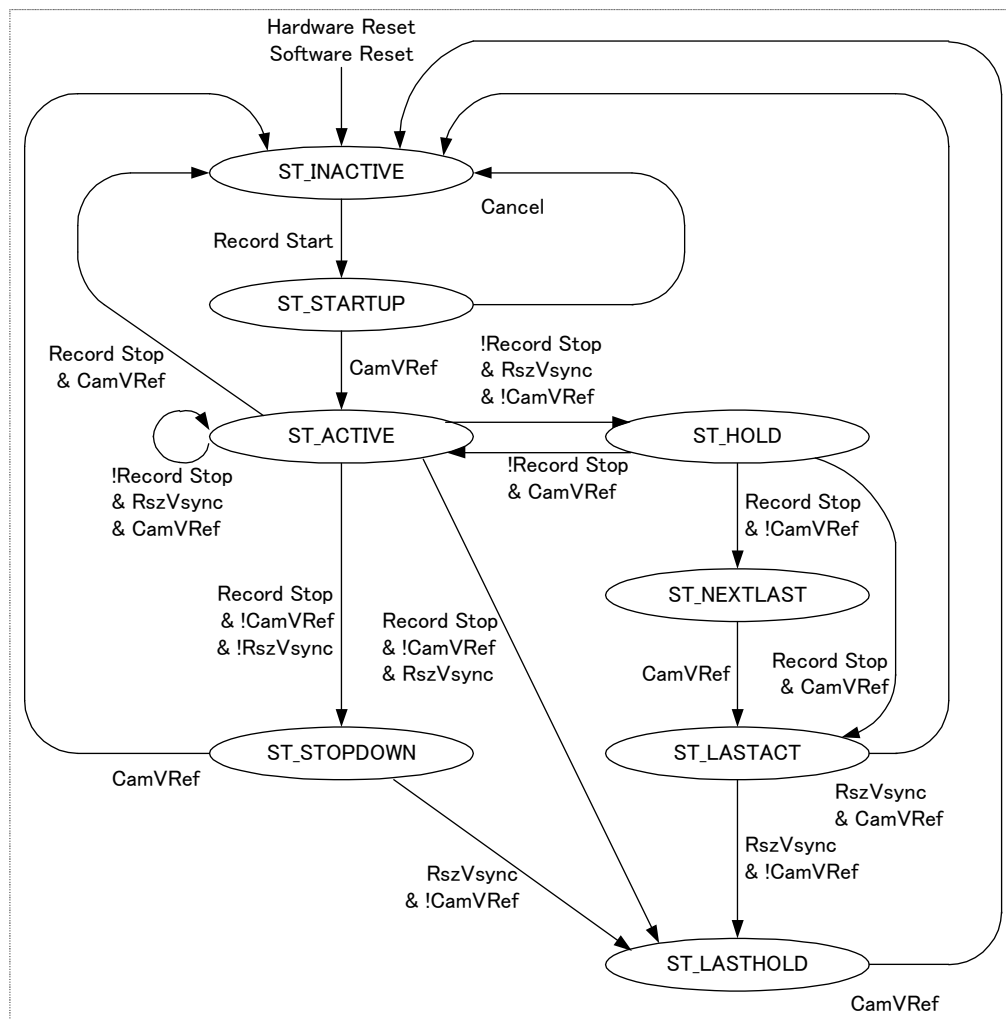 Hardware Reset
Software Reset
ST_INACTIVE
Cancel
Record Start
ST_STARTUP
Record Stop
& CamVRef
CamVRef
!Record Stop
& RszVsync
& !CamVRef
ST_ACTIVE
ST_HOLD
!Record Stop
& CamVRef
!Record Stop
& RszVsync
& CamVRef
Record Stop
& !CamVRef
ST_NEXTLAST
Record Stop
& !CamVRef
& !RszVsync
Record Stop
& !CamVRef
& RszVsync
CamVRef
Record Stop
& CamVRef
ST_STOPDOWN
ST_LASTACT
CamVRef
RszVsync
& CamVRef
RszVsync
& !CamVRef
RszVsync
& !CamVRef
ST_LASTHOLD
CamVRef